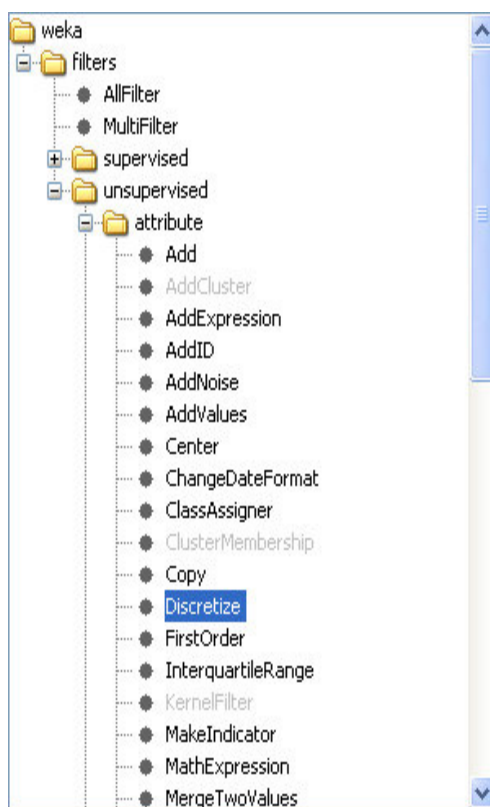 weka
filters
AllFilter
MultiFilter
supervised
unsupervised
attribute
Add
AddCluster
AddExpression
AddID
AddNoise
AddValues
Center
ChangeDateFormat
ClassAssigner
ClusterMembership
Copy
Discretize
FirstOrder
InterquartileRange
KernelFilter
MakeIndicator
MathExpression
MergeTwoValues